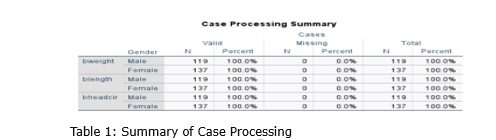 Case Processing Summary
Cases
Valid Missing Total
Gender N Percent N Percent N Percent
bweight Male 119 100.0% 0 0.0% 119 100.0%
Female 137 100.0% 0 0.0% 137 100.0%
blength Male 119 100.0% 0 0.0% 119 100.0%
Female 137 100.0% 0 0.0% 137 100.0%
bheadcir Male 119 100.0% 0 0.0% 119 100.0%
Female 137 100.0% 0 0.0% 137 100.0%
Table 1: Summary of Case Processing